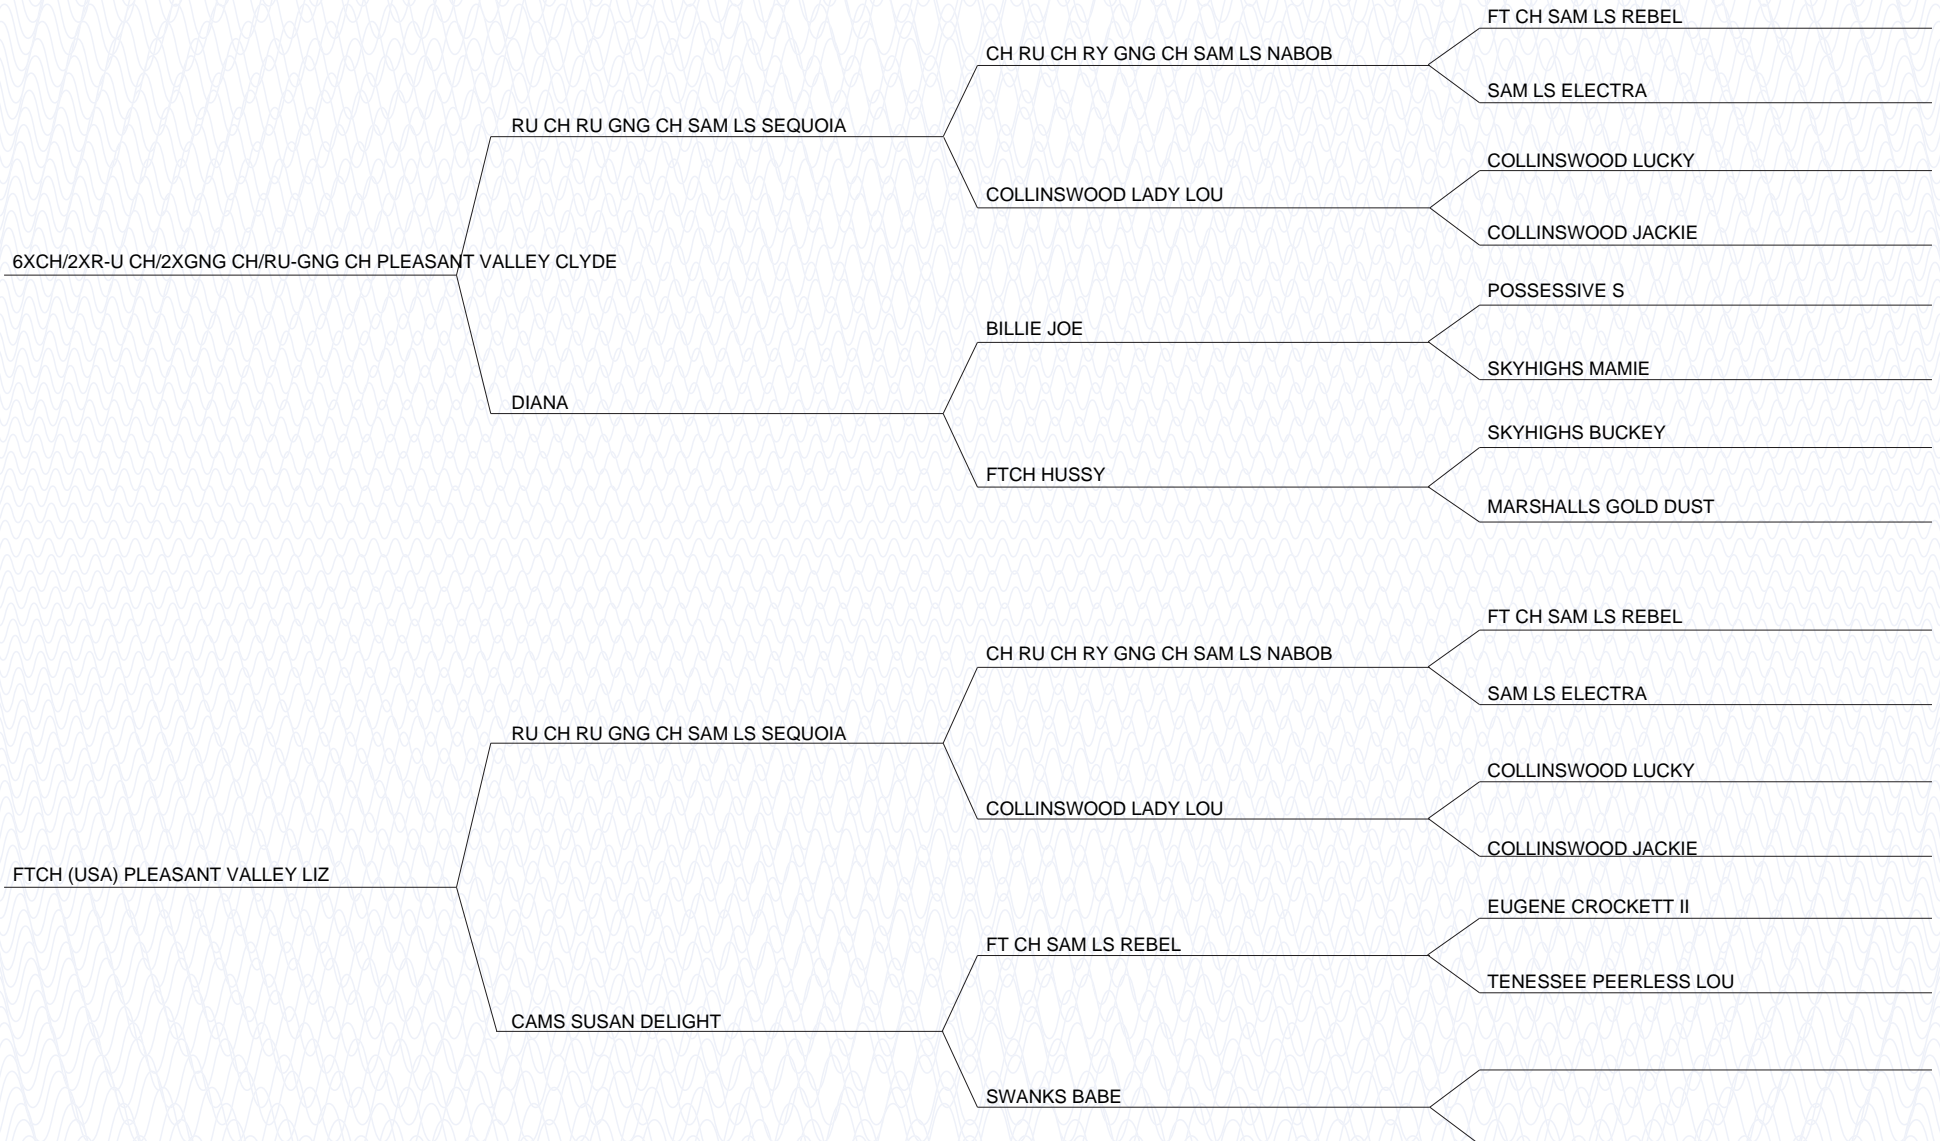 FT CH SAM LS REBEL
CH RU CH RY GNG CH SAM LS NABOB
SAM LS ELECTRA
RU CH RU GNG CH SAM LS SEQUOIA
COLLINSWOOD LUCKY
COLLINSWOOD LADY LOU
COLLINSWOOD JACKIE
6XCH/2XR-U CH/2XGNG CH/RU-GNG CH PLEASANT VALLEY CLYDE
POSSESSIVE S
BILLIE JOE
SKYHIGHS MAMIE
DIANA
SKYHIGHS BUCKEY
FTCH HUSSY
MARSHALLS GOLD DUST
FT CH SAM LS REBEL
CH RU CH RY GNG CH SAM LS NABOB
SAM LS ELECTRA
RU CH RU GNG CH SAM LS SEQUOIA
COLLINSWOOD LUCKY
COLLINSWOOD LADY LOU
COLLINSWOOD JACKIE
FTCH (USA) PLEASANT VALLEY LIZ
EUGENE CROCKETT II
FT CH SAM LS REBEL
TENESSEE PEERLESS LOU
CAMS SUSAN DELIGHT
SWANKS BABE